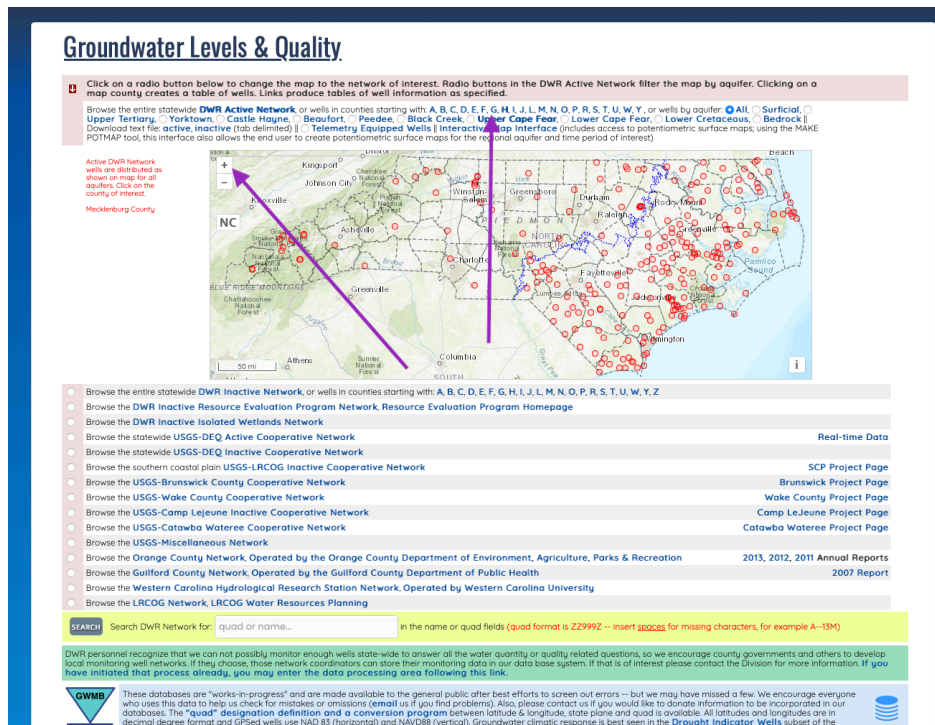 Groundwater Levels & Quality
Click on a radio button below to change the map to the network of interest. Radio buttons in the DWR Active Network filter the map by aquifer. Clicking on a
map county creates a table of wells. Links produce tables of well information as specified.
Browse the entire statewide DWR Active Network, or wells in counties starting with: A, B, C, D, E, F, G, H, I, J, L, M, N, O, P, R, S, T, U, W, Y , or wells by aquifer: All, Surficial,
Upper Tertiary, Yorktown, Castle Hayne, Beaufort, Peedee, Black Creek, Upper Cape Fear, Lower Cape Fear, Lower Cretaceous, Bedrock ||
Download text file: active, inactive (tab delimited) || Telemetry Equipped Wells || Interactive Map Interface (includes access to potentiometric surface maps; using the MAKE
POTMAP tool, this interface also allows the end user to create potentiometric surface maps for the regional aquifer and time period of interest)
Active DWR Network
wells are distributed as
shown on map for all
aquifers. Click on the
county of interest.
Mecklenburg County
+
−
NC
Beach
Kingsport
Johnson City
Cherokee
National
Forest
Knoxville
Winston-
Salem
Greensboro
Durham
Raleigh
Rocky Mount
Greenville
PIEDMONT
NORTH
CAROLINA
Asheville
Charlotte
Broad
Fayetteville
Pamlico
Sound
Jacksonville
Wilmington
BLUE RIDGE MOUNTAINS
Chattahoochee
National
Forest
Greenville
Tugaloo
Athens
Sumter
National
Forest
Columbia
SOUTH
50 mi
i
Browse the entire statewide DWR Inactive Network, or wells in counties starting with: A, B, C, D, E, F, G, H, I, J, L, M, N, O, P, R, S, T, U, W, Y, Z
Browse the DWR Inactive Resource Evaluation Program Network, Resource Evaluation Program Homepage
Browse the DWR Inactive Isolated Wetlands Network
Browse the statewide USGS-DEQ Active Cooperative Network Real-time Data
Browse the statewide USGS-DEQ Inactive Cooperative Network
Browse the southern coastal plain USGS-LRCOG Inactive Cooperative Network SCP Project Page
Browse the USGS-Brunswick County Cooperative Network Brunswick Project Page
Browse the USGS-Wake County Cooperative Network Wake County Project Page
Browse the USGS-Camp Lejeune Inactive Cooperative Network Camp LeJeune Project Page
Browse the USGS-Catawba Wateree Cooperative Network Catawba Wateree Project Page
Browse the USGS-Miscellaneous Network
Browse the Orange County Network, Operated by the Orange County Department of Environment, Agriculture, Parks & Recreation 2013, 2012, 2011 Annual Reports
Browse the Guilford County Network, Operated by the Guilford County Department of Public Health 2007 Report
Browse the Western Carolina Hydrological Research Station Network, Operated by Western Carolina University
Browse the LRCOG Network, LRCOG Water Resources Planning
SEARCH Search DWR Network for: quad or name... in the name or quad fields (quad format is ZZ999Z -- insert spaces for missing characters, for example A--13M)
DWR personnel recognize that we can not possibly monitor enough wells state-wide to answer all the water quantity or quality related questions, so we encourage county governments and others to develop
local monitoring well networks. If they choose, those network coordinators can store their monitoring data in our data base system. If that is of interest please contact the Division for more information. If you
have initiated that process already, you may enter the data processing area following this link.
GWMB
These databases are "works-in-progress" and are made available to the general public after best efforts to screen out errors -- but we may have missed a few. We encourage everyone
who uses this data to help us check for mistakes or omissions (email us if you find problems). Also, please contact us if you would like to donate information to be incorporated in our
databases. The "quad" designation definition and a conversion program between latitude & longitude, state plane and quad is available. All latitudes and longitudes are in
decimal degree format and GPSed wells use NAD 83 (horizontal) and NAVD88 (vertical). Groundwater climatic response is best seen in the Drought Indicator Wells subset of the